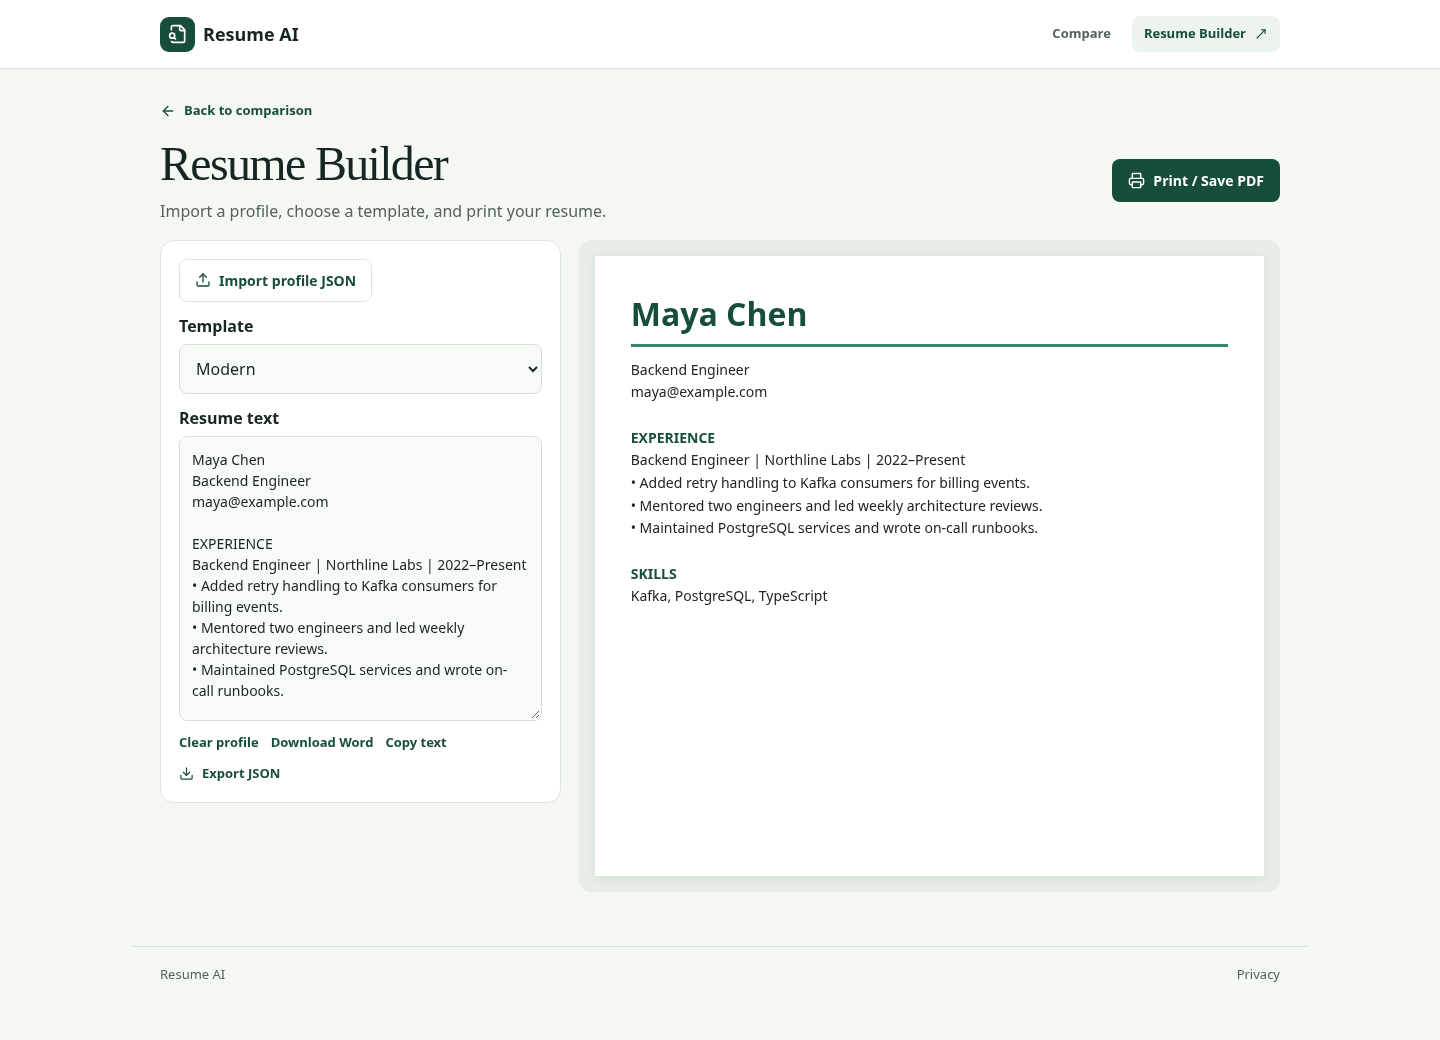 Resume AI
Compare
Resume Builder ↗
Back to comparison
Resume Builder
Import a profile, choose a template, and print your resume.
Print / Save PDF
Import profile JSON
Template
Modern
Resume text
Maya Chen
Backend Engineer
maya@example.com
EXPERIENCE
Backend Engineer | Northline Labs | 2022–Present
• Added retry handling to Kafka consumers for
billing events.
• Mentored two engineers and led weekly
architecture reviews.
• Maintained PostgreSQL services and wrote on-
call runbooks.
Clear profile
Download Word
Copy text
Export JSON
Maya Chen
Backend Engineer
maya@example.com
EXPERIENCE
Backend Engineer | Northline Labs | 2022–Present
• Added retry handling to Kafka consumers for billing events.
• Mentored two engineers and led weekly architecture reviews.
• Maintained PostgreSQL services and wrote on-call runbooks.
SKILLS
Kafka, PostgreSQL, TypeScript
Resume AI
Privacy